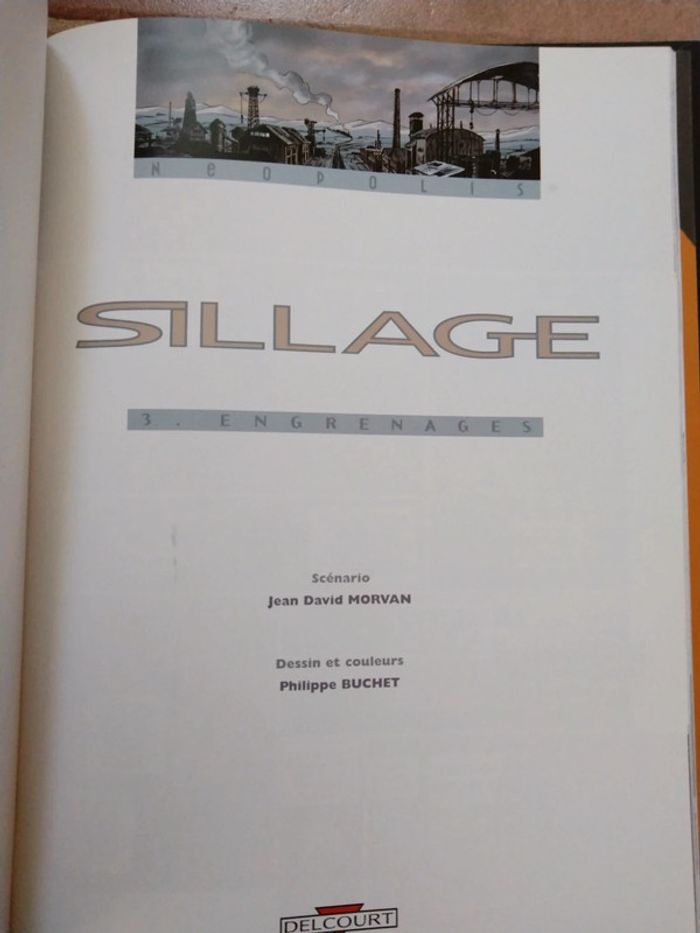 NEOPOLIS
SILLAGE
3. ENGRENAGES
Scénario
Jean David MORVAN
Dessin et couleurs
Philippe BUCHET
DELCOURT